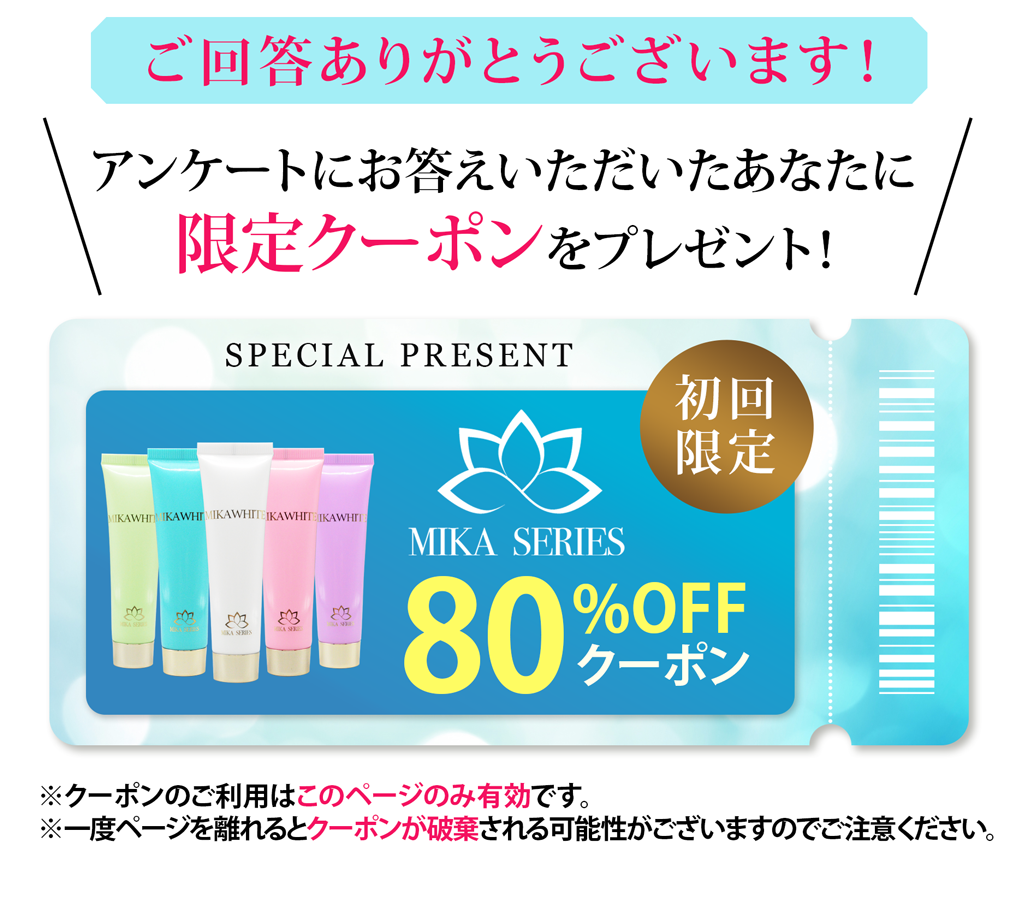 ご回答ありがとうございます!
アンケートにお答えいただいたあなたに
限定クーポンをプレゼント!
SPECIAL PRESENT
初回
限定
MIKAWHITE
MIKA SERIES
MIKA SERIES
80%OFF
クーポン
※クーポンのご利用はこのページのみ有効です。
※一度ページを離れるとクーポンが破棄される可能性がございますのでご注意ください。